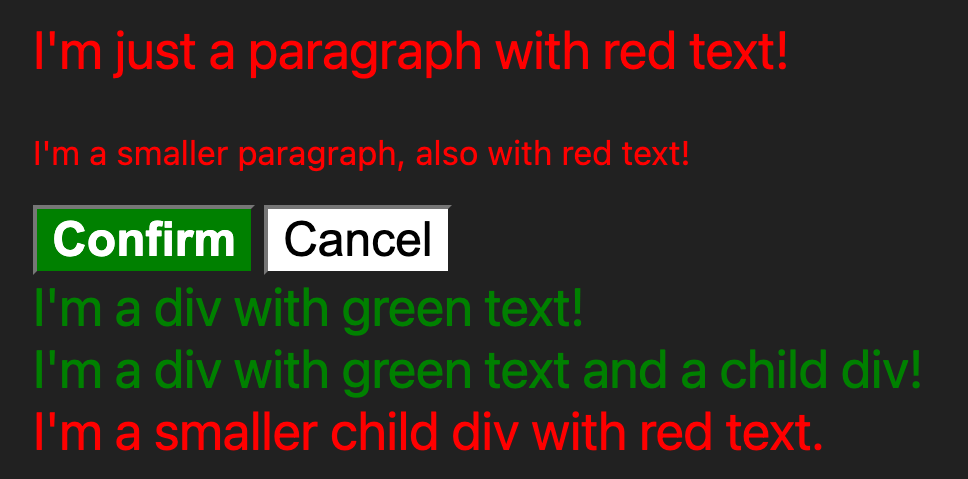 I'm just a paragraph with red text!
I'm a smaller paragraph, also with red text!
Confirm Cancel
I'm a div with green text!
I'm a div with green text and a child div!
I'm a smaller child div with red text.